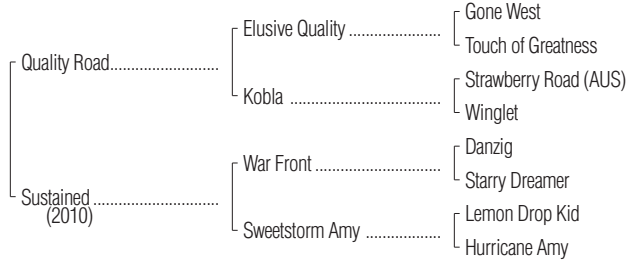 Gone West
Elusive Quality ......................
Touch of Greatness
Quality Road..........................
Strawberry Road (AUS)
Kobla ....................................
Winglet
Danzig
War Front ..............................
Starry Dreamer
Sustained ..............................
(2010)
Lemon Drop Kid
Sweetstorm Amy ..................
Hurricane Amy